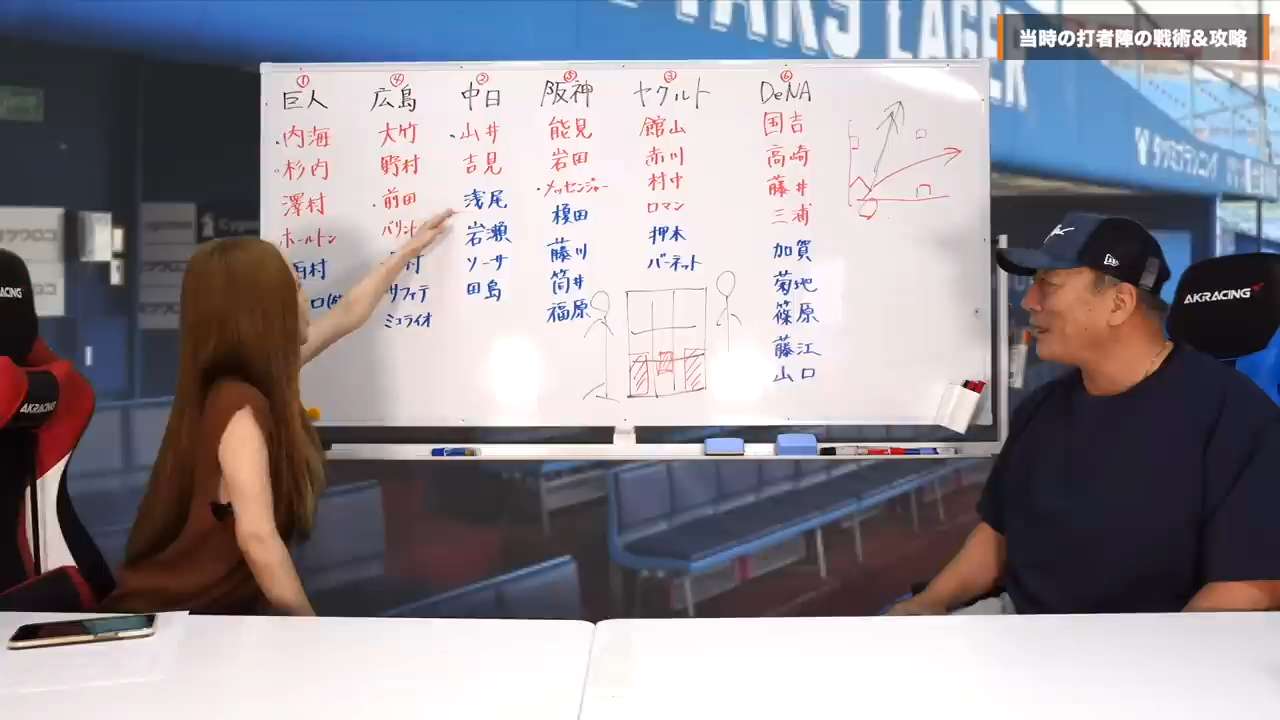 当時の打者陣の戦術&攻略
STARS LAGER
① ④ ② ⑤ ③ ⑥
巨人 広島 中日 阪神 ヤクルト DeNA
内海 大竹 山井 能見 館山 国吉
杉内 野村 吉見 岩田 赤川 高崎
澤村 前田 浅尾 メッセンジャー 村中 藤井
ホールトン 岩瀬 榎田 ロマン 三浦
ソーサ 藤川 押本 加賀
田島 筒井 バーネット 菊地
ミコライオ 福原 篠原
藤江
山口
AKRACING
AKRACING